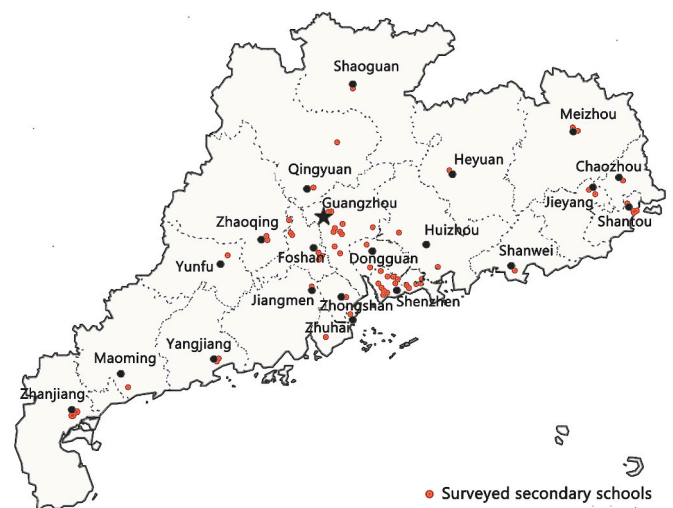 Shaoguan
Meizhou
Heyuan
Chaozhou
Qingyuan
Jieyang
Guangzhou
Shantou
Zhaoqing
Huizhou
Shanwei
Foshan
Dongguan
Yunfu
Jiangmen
Zhongshan
Shenzhen
Zhuhai
Yangjiang
Maoming
Zhanjiang
Surveyed secondary schools